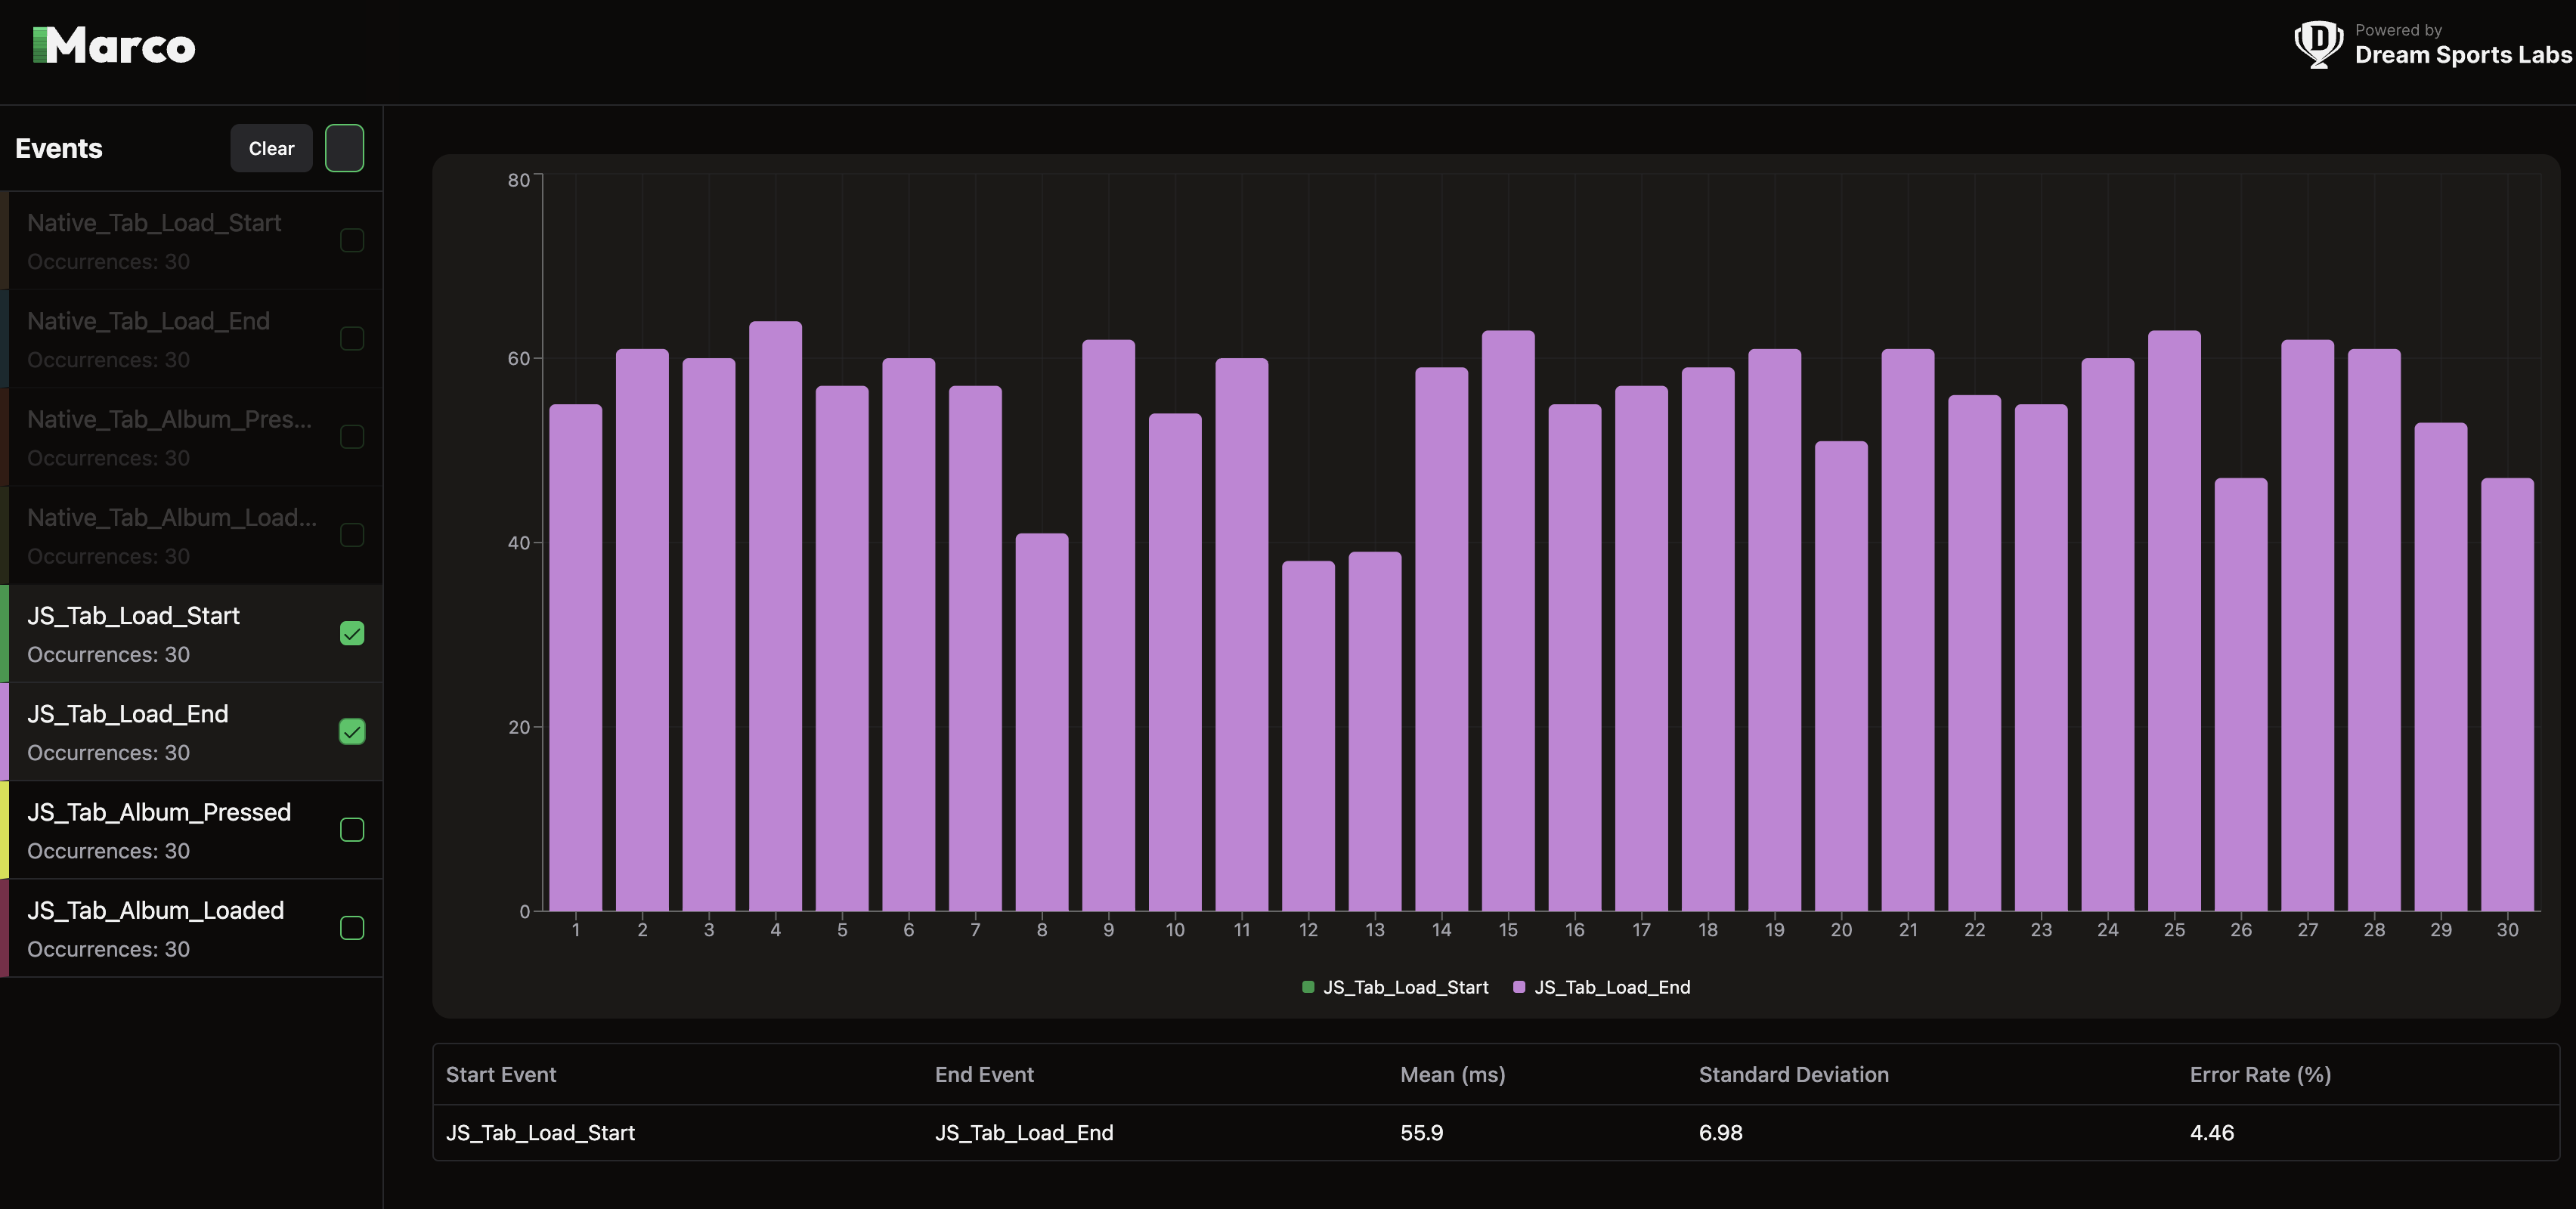 Marco
Powered by
Dream Sports Labs
Events
Clear
Native_Tab_Load_Start
Occurrences: 30
Native_Tab_Load_End
Occurrences: 30
Native_Tab_Album_Pres...
Occurrences: 30
Native_Tab_Album_Load...
Occurrences: 30
JS_Tab_Load_Start
Occurrences: 30
JS_Tab_Load_End
Occurrences: 30
JS_Tab_Album_Pressed
Occurrences: 30
JS_Tab_Album_Loaded
Occurrences: 30
80
60
40
20
0
1 2 3 4 5 6 7 8 9 10 11 12 13 14 15 16 17 18 19 20 21 22 23 24 25 26 27 28 29 30
JS_Tab_Load_Start JS_Tab_Load_End
Start Event End Event Mean (ms) Standard Deviation Error Rate (%)
JS_Tab_Load_Start JS_Tab_Load_End 55.9 6.98 4.46